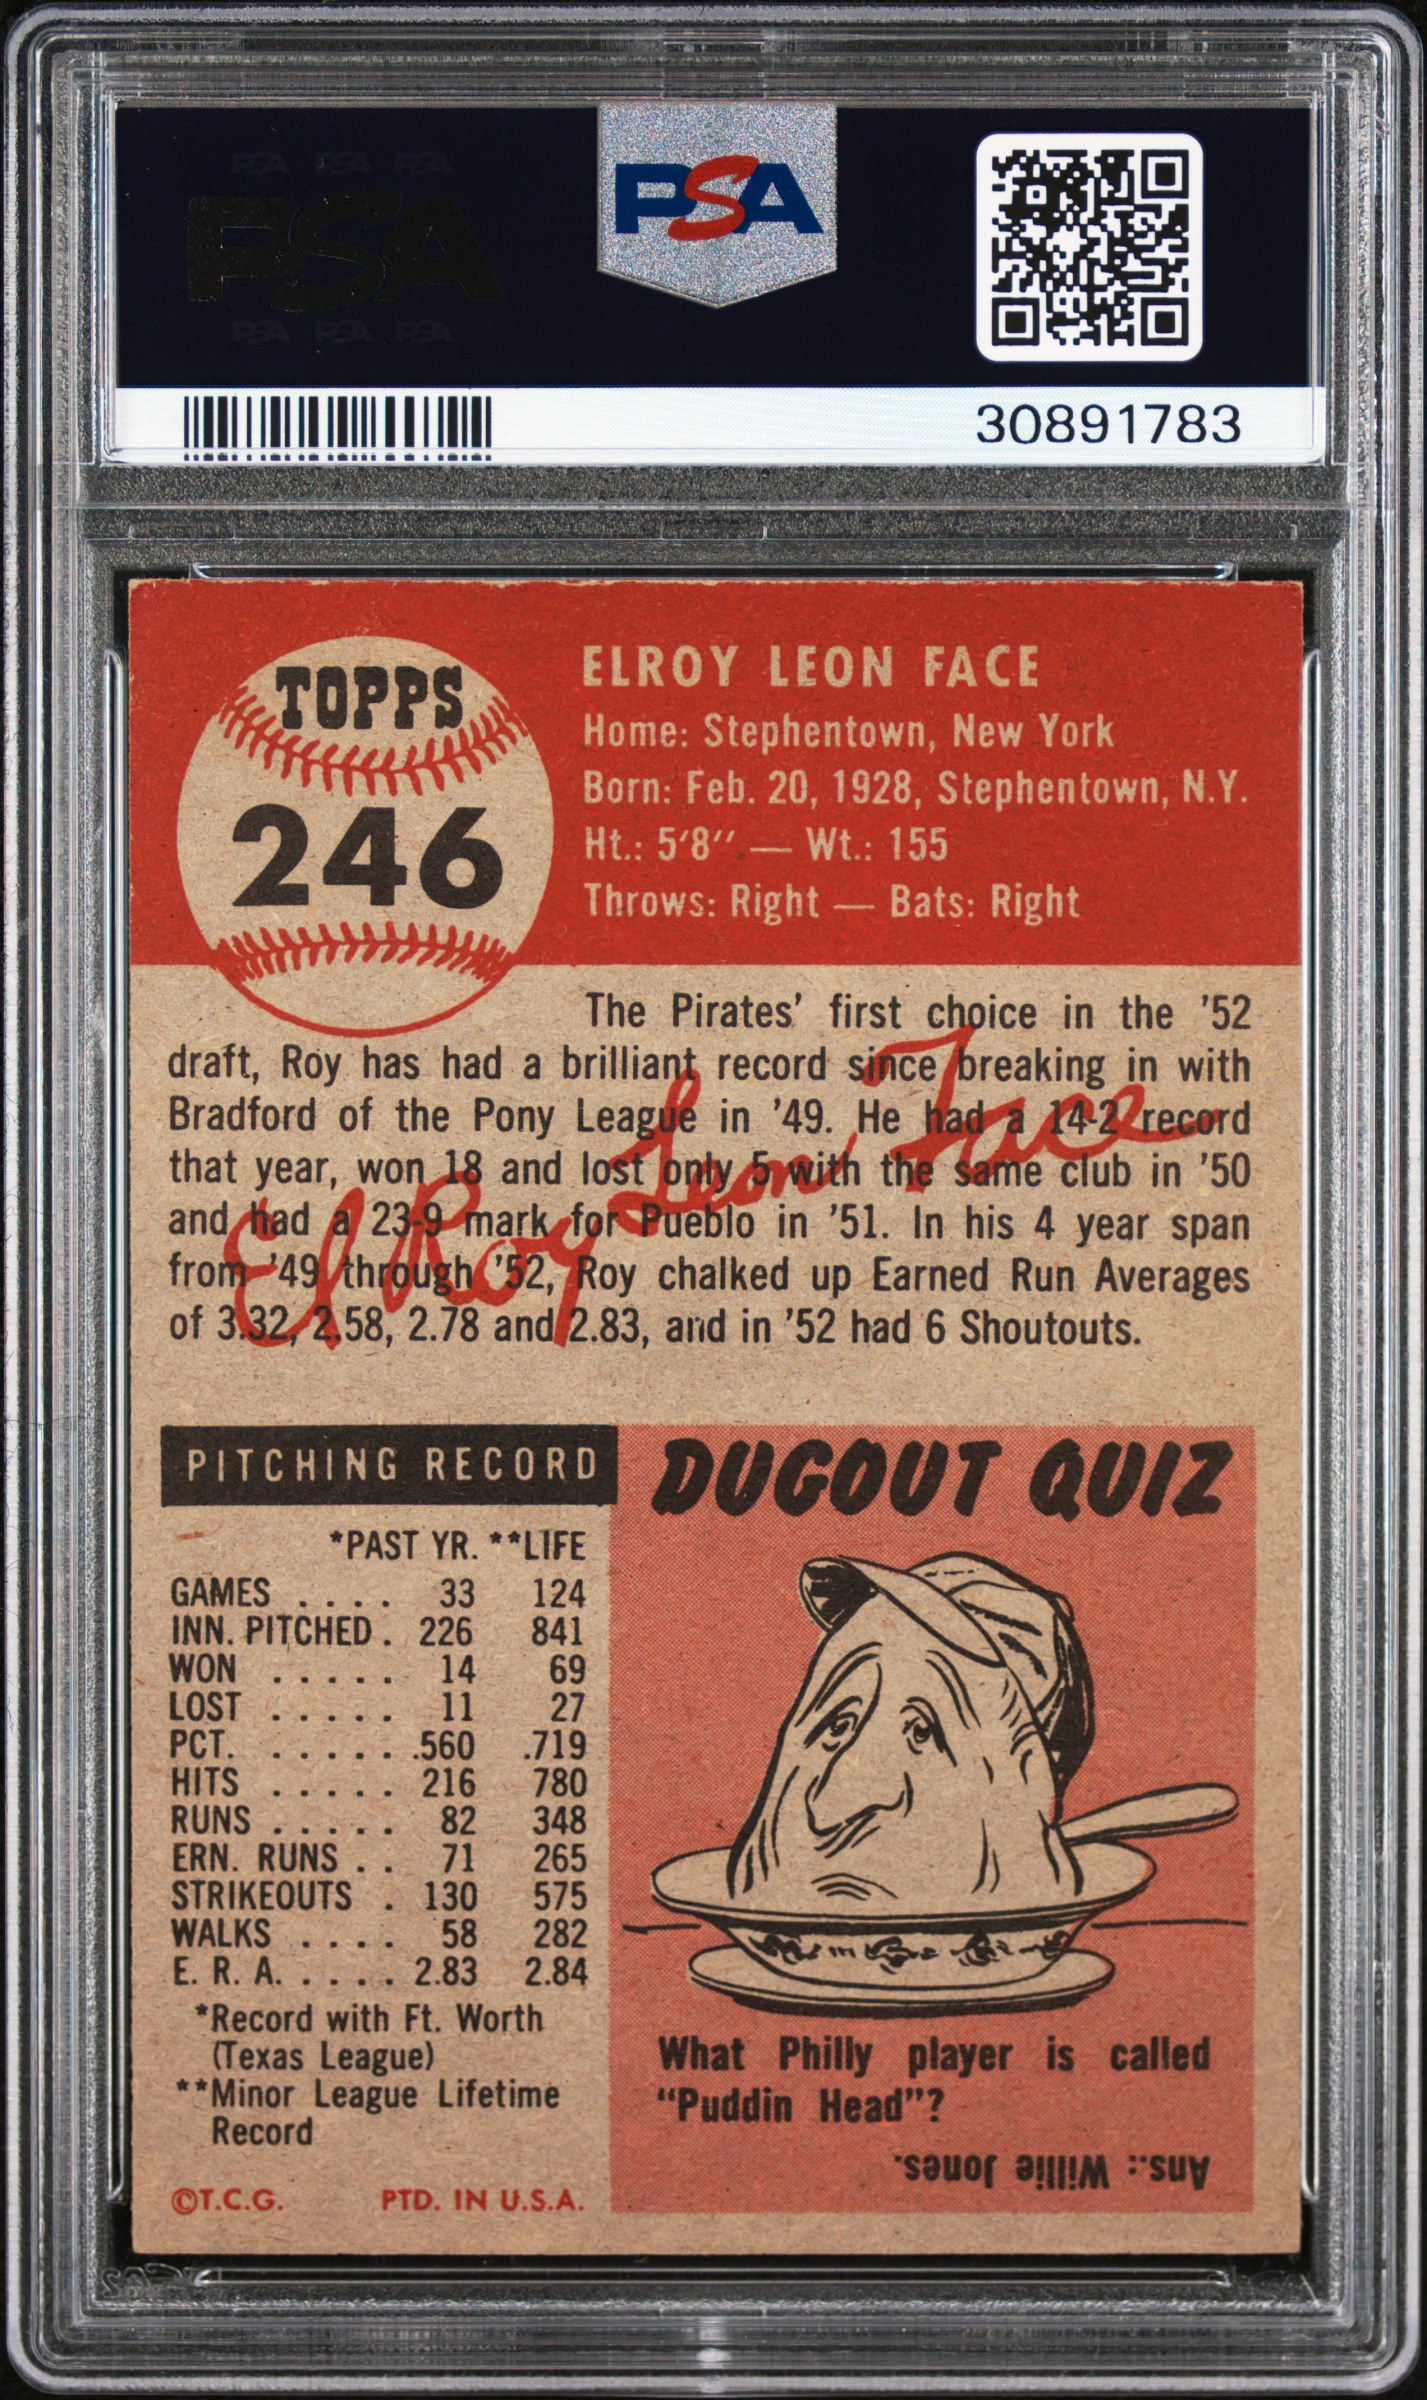 PSA PSA PSA
PSA
PSA PSA PSA
PSA
30891783
TOPPS
246
ELROY LEON FACE
Home: Stephentown, New York
Born: Feb. 20, 1928, Stephentown, N.Y.
Ht.: 5'8" — Wt.: 155
Throws: Right — Bats: Right
The Pirates' first choice in the '52
draft, Roy has had a brilliant record since breaking in with
Bradford of the Pony League in '49. He had a 14-2 record
that year, won 18 and lost only 5 with the same club in '50
and had a 23-9 mark for Pueblo in '51. In his 4 year span
from '49 through '52, Roy chalked up Earned Run Averages
of 3.32, 2.58, 2.78 and 2.83, and in '52 had 6 Shoutouts.
ElRoy Leon Face
PITCHING RECORD
*PAST YR. **LIFE
GAMES . . . . 33 124
INN. PITCHED . 226 841
WON . . . . . 14 69
LOST . . . . . 11 27
PCT. . . . . . . .560 .719
HITS . . . . . 216 780
RUNS . . . . . 82 348
ERN. RUNS . . 71 265
STRIKEOUTS . 130 575
WALKS . . . . 58 282
E. R. A. . . . . . 2.83 2.84
*Record with Ft. Worth
(Texas League)
**Minor League Lifetime
Record
©T.C.G. PTD. IN U.S.A.
DUGOUT QUIZ
What Philly player is called
"Puddin Head"?
Ans.: Willie Jones.